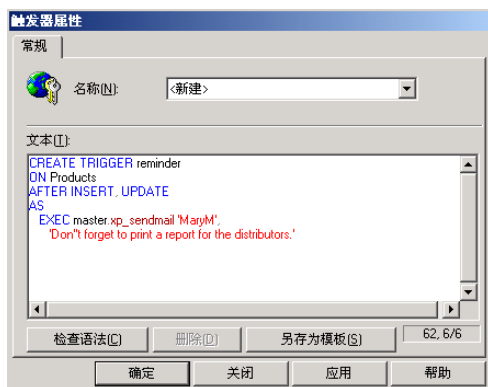 触发器属性
常规
名称(N):
<新建>
文本(T):
CREATE TRIGGER reminder
ON Products
AFTER INSERT, UPDATE
AS
EXEC master.xp_sendmail 'MaryM',
'Don''t forget to print a report for the distributors.'
检查语法(C) 删除(D) 另存为模板(S) 62, 6/6
确定 关闭 应用 帮助